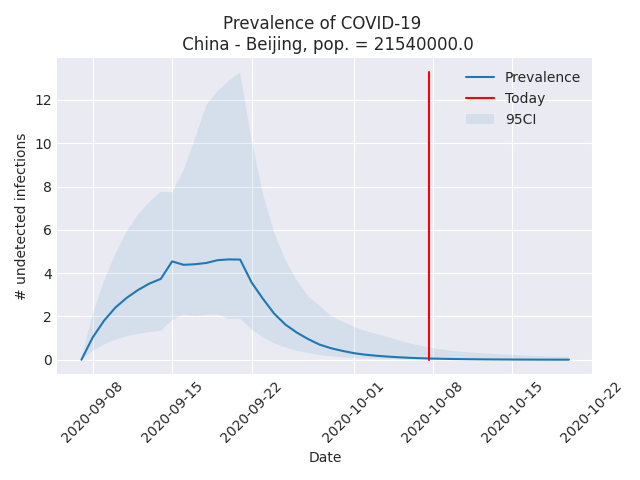 Prevalence of COVID-19
China - Beijing, pop. = 21540000.0
Prevalence
Today
95CI
# undetected infections
12
10
8
6
4
2
0
2020-09-08
2020-09-15
2020-09-22
2020-10-01
2020-10-08
2020-10-15
2020-10-22
Date